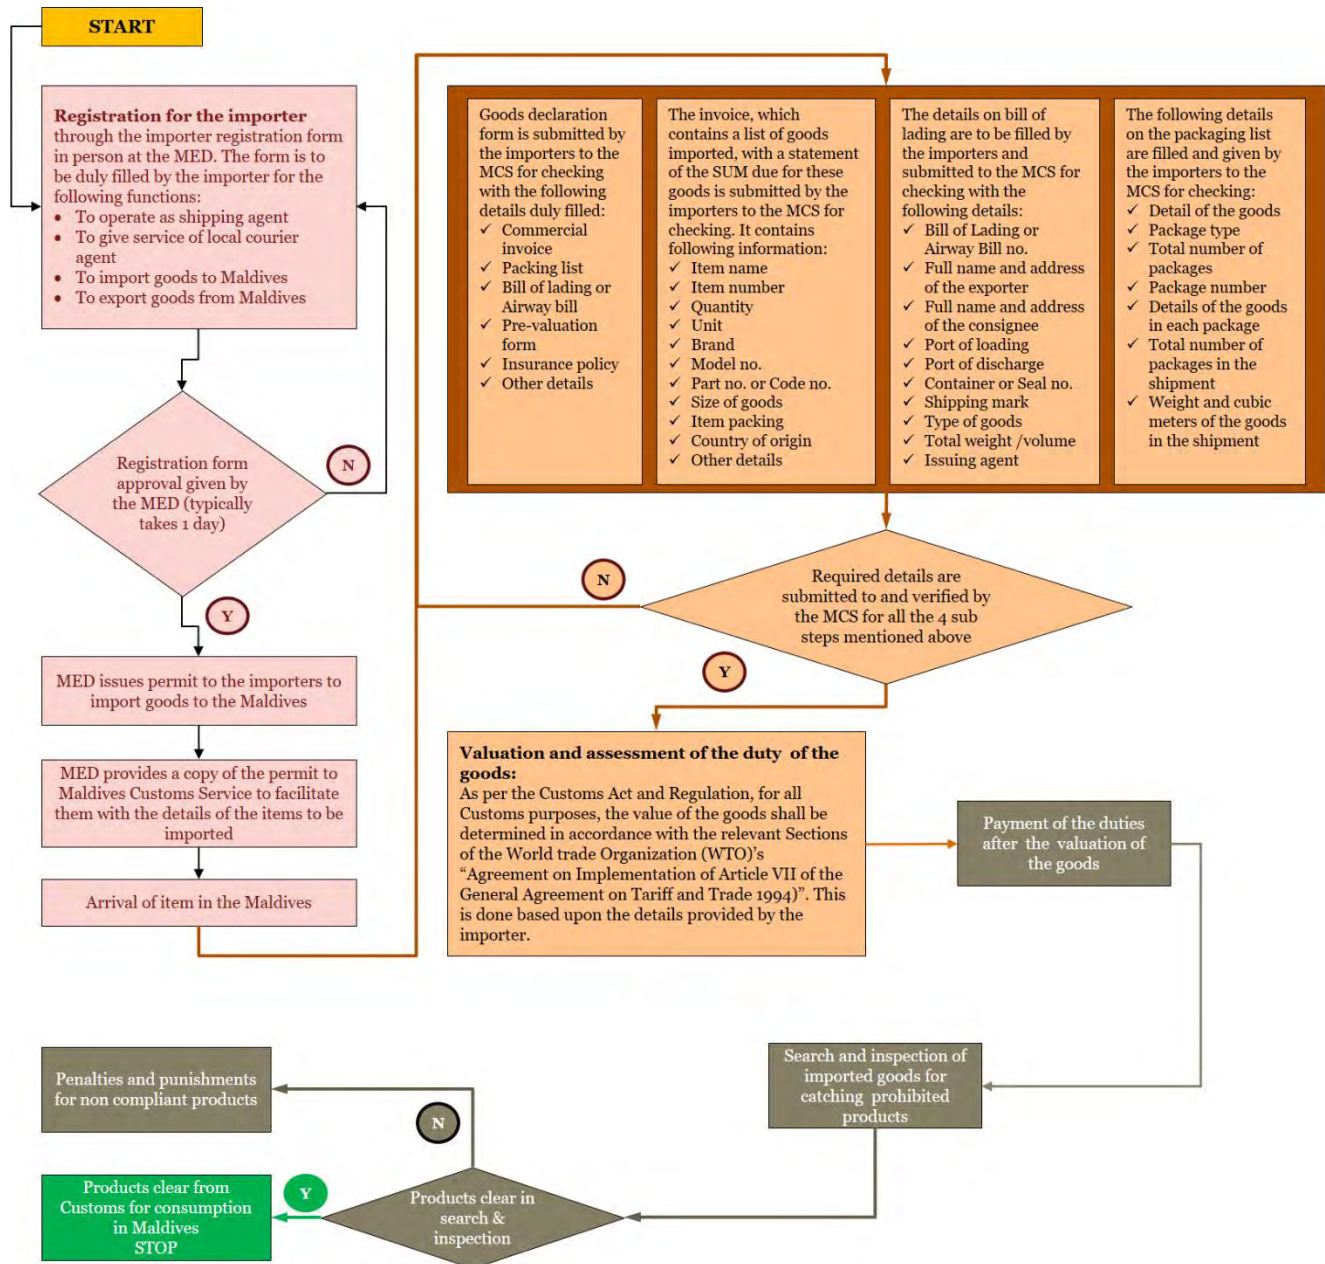 START
Registration for the importer
through the importer registration form
in person at the MED. The form is to
be duly filled by the importer for the
following functions:
• To operate as shipping agent
• To give service of local courier
agent
• To import goods to Maldives
• To export goods from Maldives
Registration form
approval given by
the MED (typically
takes 1 day)
N
Y
MED issues permit to the importers to
import goods to the Maldives
MED provides a copy of the permit to
Maldives Customs Service to facilitate
them with the details of the items to be
imported
Arrival of item in the Maldives
Goods declaration
form is submitted by
the importers to the
MCS for checking
with the following
details duly filled:
✓ Commercial
invoice
✓ Packing list
✓ Bill of lading or
Airway bill
✓ Pre-valuation
form
✓ Insurance policy
✓ Other details
The invoice, which
contains a list of goods
imported, with a statement
of the SUM due for these
goods is submitted by the
importers to the MCS for
checking. It contains
following information:
✓ Item name
✓ Item number
✓ Quantity
✓ Unit
✓ Brand
✓ Model no.
✓ Part no. or Code no.
✓ Size of goods
✓ Item packing
✓ Country of origin
✓ Other details
The details on bill of
lading are to be filled by
the importers and
submitted to the MCS for
checking with the
following details:
✓ Bill of Lading or
Airway Bill no.
✓ Full name and address
of the exporter
✓ Full name and address
of the consignee
✓ Port of loading
✓ Port of discharge
✓ Container or Seal no.
✓ Shipping mark
✓ Type of goods
✓ Total weight /volume
✓ Issuing agent
The following details
on the packaging list
are filled and given by
the importers to the
MCS for checking:
✓ Detail of the goods
✓ Package type
✓ Total number of
packages
✓ Package number
✓ Details of the goods
in each package
✓ Total number of
packages in the
shipment
✓ Weight and cubic
meters of the goods
in the shipment
N
Required details are
submitted to and verified by
the MCS for all the 4 sub
steps mentioned above
Y
Valuation and assessment of the duty of the
goods:
As per the Customs Act and Regulation, for all
Customs purposes, the value of the goods shall be
determined in accordance with the relevant Sections
of the World trade Organization (WTO)'s
“Agreement on Implementation of Article VII of the
General Agreement on Tariff and Trade 1994)”. This
is done based upon the details provided by the
importer.
Payment of the duties
after the valuation of
the goods
Search and inspection of
imported goods for
catching prohibited
products
Products clear in
search &
inspection
N
Penalties and punishments
for non compliant products
Y
Products clear from
Customs for consumption
in Maldives
STOP